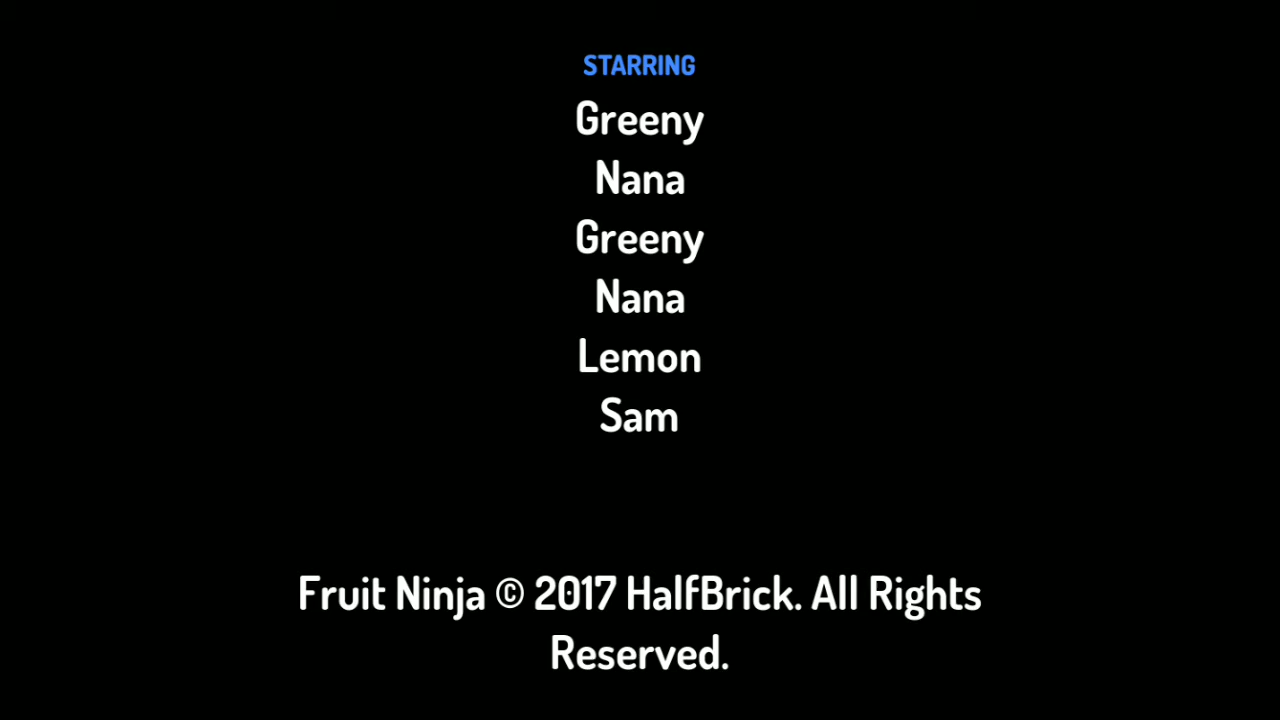 STARRING
Greeny
Nana
Greeny
Nana
Lemon
Sam
Fruit Ninja © 2017 HalfBrick. All Rights
Reserved.